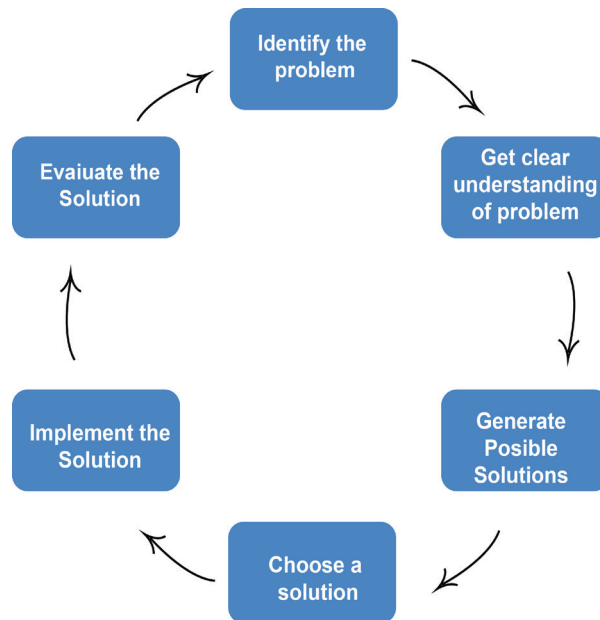 Identify the
problem
Get clear
understanding
of problem
Generate
Posible
Solutions
Choose a
solution
Implement the
Solution
Evaiuate the
Solution